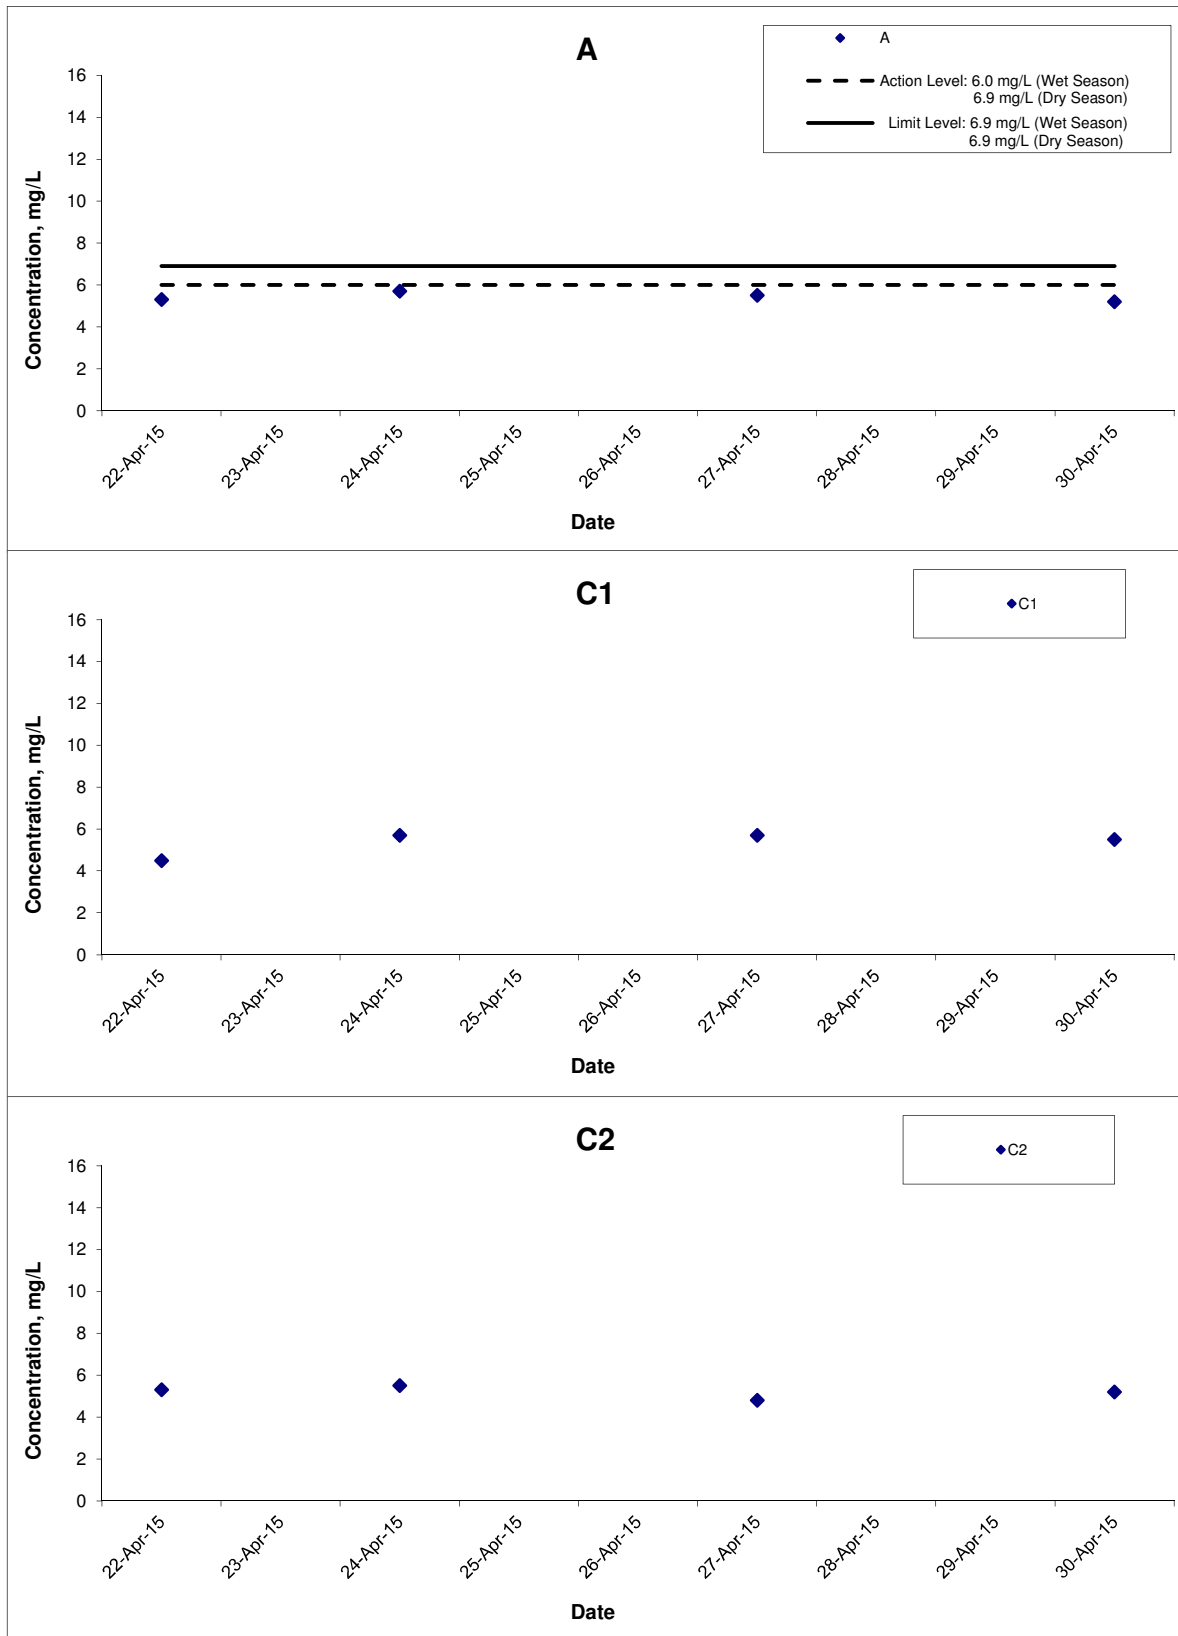 A
A
Action Level: 6.0 mg/L (Wet Season)
6.9 mg/L (Dry Season)
Limit Level: 6.9 mg/L (Wet Season)
6.9 mg/L (Dry Season)
Concentration, mg/L
16
14
12
10
8
6
4
2
0
22-Apr-15
23-Apr-15
24-Apr-15
25-Apr-15
26-Apr-15
27-Apr-15
28-Apr-15
29-Apr-15
30-Apr-15
Date
C1
C1
Concentration, mg/L
16
14
12
10
8
6
4
2
0
22-Apr-15
23-Apr-15
24-Apr-15
25-Apr-15
26-Apr-15
27-Apr-15
28-Apr-15
29-Apr-15
30-Apr-15
Date
C2
C2
Concentration, mg/L
16
14
12
10
8
6
4
2
0
22-Apr-15
23-Apr-15
24-Apr-15
25-Apr-15
26-Apr-15
27-Apr-15
28-Apr-15
29-Apr-15
30-Apr-15
Date